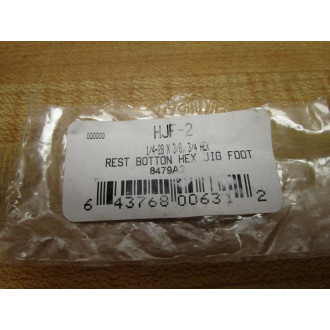 HJF-2
000000
1/4-28 X 3/8, 3/4 HEX
REST BOTTON HEX JIG FOOT
8479A2
6 43768 00631 2